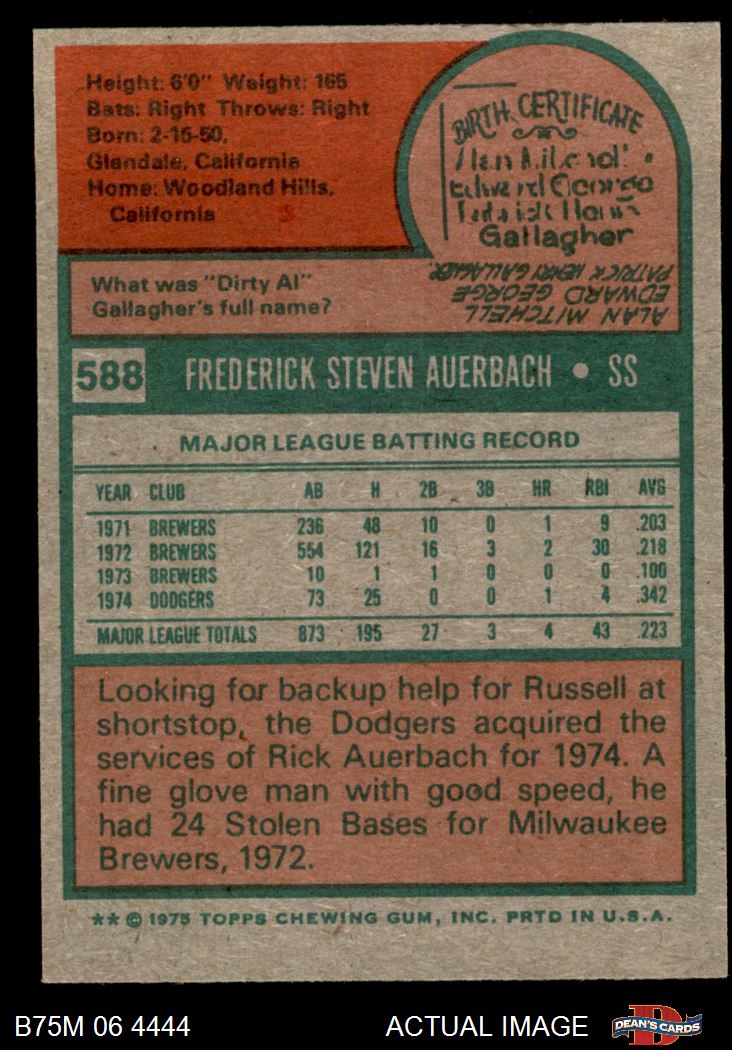 Height: 6'0" Weight: 165
Bats: Right Throws: Right
Born: 2-15-50,
Glendale, California
Home: Woodland Hills,
California
BIRTH CERTIFICATE
Edward George
Gallagher
What was "Dirty Al"
Gallagher's full name?
ALAN MITCHELL
EDWARD GEORGE
PATRICK HENRY GALLAGHER
588 FREDERICK STEVEN AUERBACH • SS
MAJOR LEAGUE BATTING RECORD
YEAR CLUB AB H 2B 3B HR RBI AVG
1971 BREWERS 236 48 10 0 1 9 .203
1972 BREWERS 554 121 16 3 2 30 .218
1973 BREWERS 10 1 1 0 0 0 .100
1974 DODGERS 73 25 0 0 1 4 .342
MAJOR LEAGUE TOTALS 873 195 27 3 4 43 .223
Looking for backup help for Russell at
shortstop, the Dodgers acquired the
services of Rick Auerbach for 1974. A
fine glove man with good speed, he
had 24 Stolen Bases for Milwaukee
Brewers, 1972.
** © 1975 TOPPS CHEWING GUM, INC. PRTD IN U.S.A.
B75M 06 4444 ACTUAL IMAGE DEAN'S CARDS